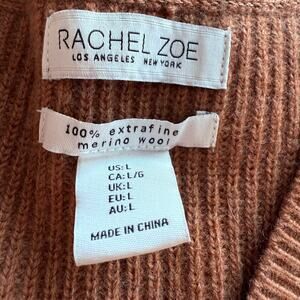 RACHEL ZOE
LOS ANGELES NEW YORK
100% extrafine
merino wool
US: L
CA: L/G
UK: L
EU: L
AU: L
MADE IN CHINA